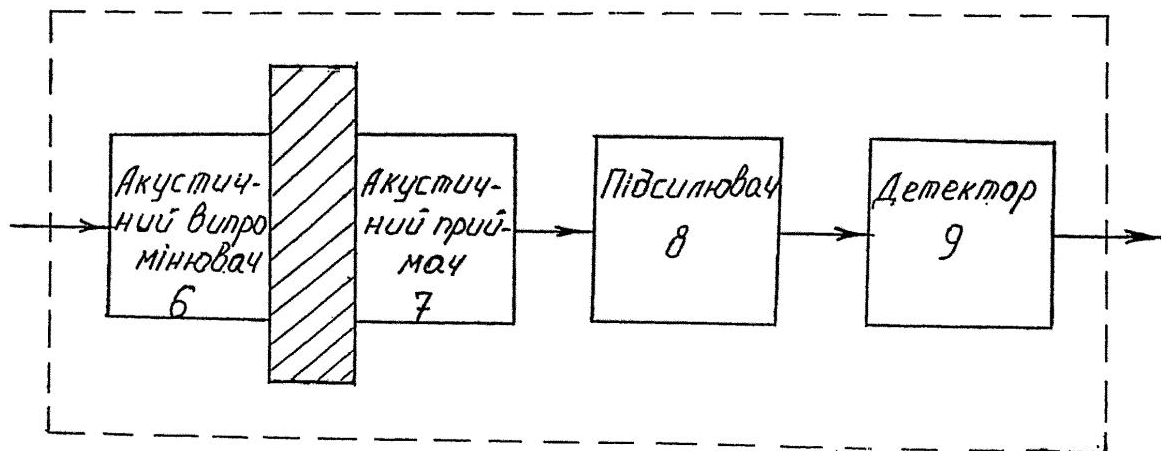 Акустич-
ний випро
мінювач
6
Акустич-
ний прий-
мач
7
Підсилювач
8
Детектор
9